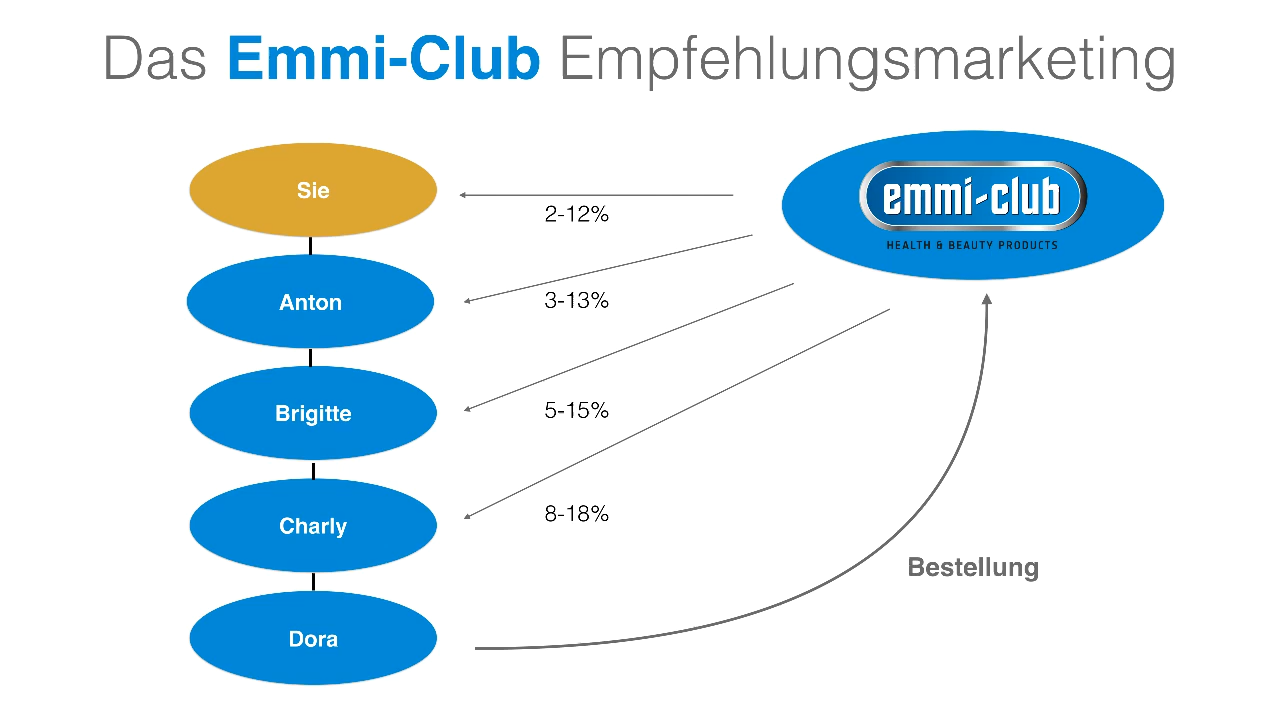 Das Emmi-Club Empfehlungsmarketing
Sie
emmi-club
HEALTH & BEAUTY PRODUCTS
2-12%
Anton
3-13%
Brigitte
5-15%
Charly
8-18%
Bestellung
Dora